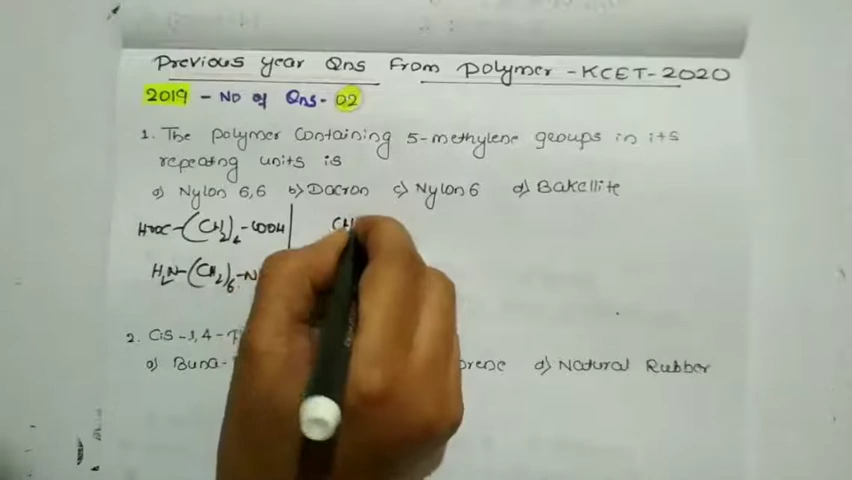 Previous year Qns From Polymer - KCET-2020
2019 - No of Qns- 02
1. The polymer containing 5-methylene groups in its
repeating units is
a) Nylon 6,6 b) Dacron c) Nylon 6 d) Bakellite
HOOC-(CH2)4-COOH
H2N-(CH2)6-N
2. Cis-1,4-
a) Buna- prene d) Natural Rubber